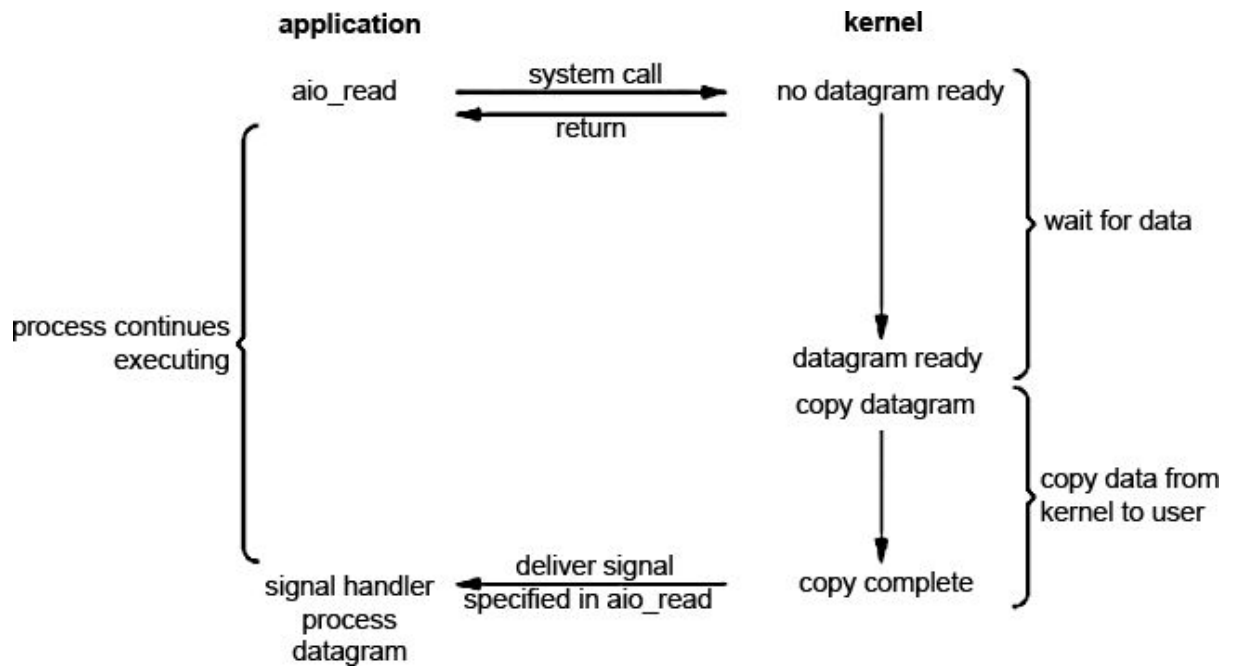 application
kernel
aio_read
system call
no datagram ready
return
wait for data
process continues
executing
datagram ready
copy datagram
copy data from
kernel to user
deliver signal
copy complete
signal handler
specified in aio_read
process
datagram